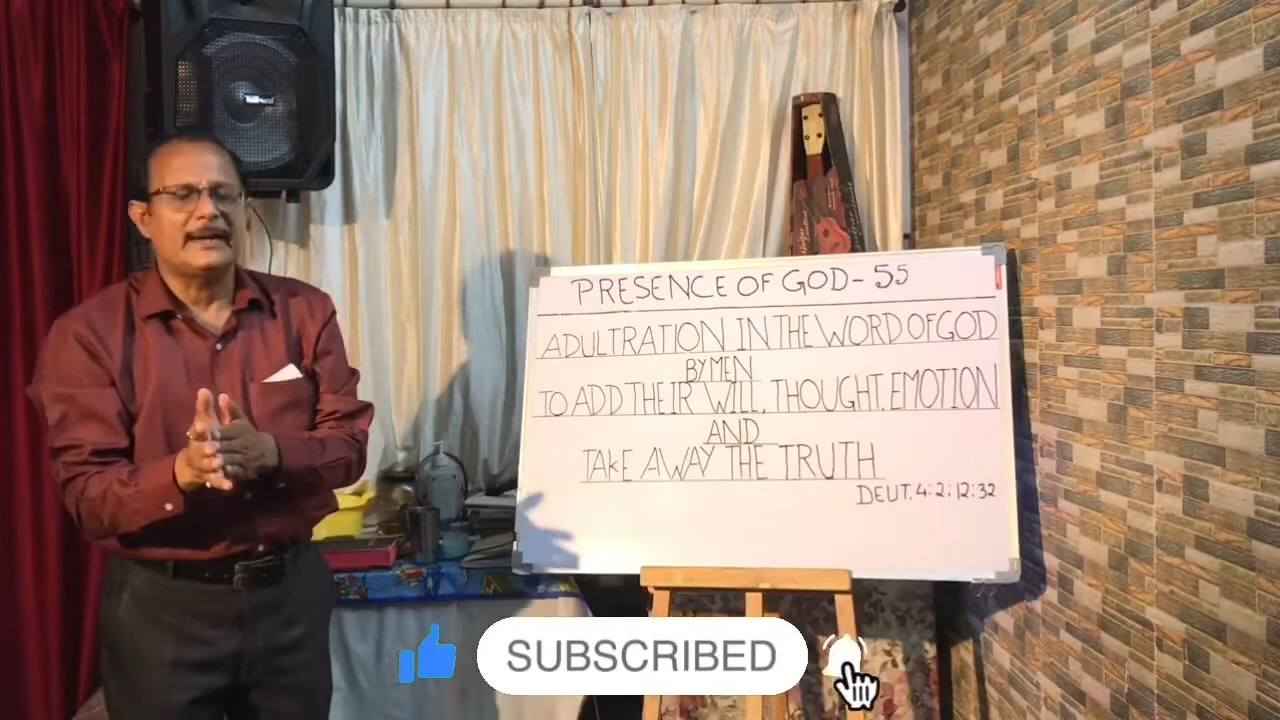 PRESENCE OF GOD - 55
ADULTRATION IN THE WORD OF GOD
BY MEN
TO ADD THEIR WILL, THOUGHT, EMOTION
AND
TAKE AWAY THE TRUTH
DEUT. 4:2; 12:32
SUBSCRIBED